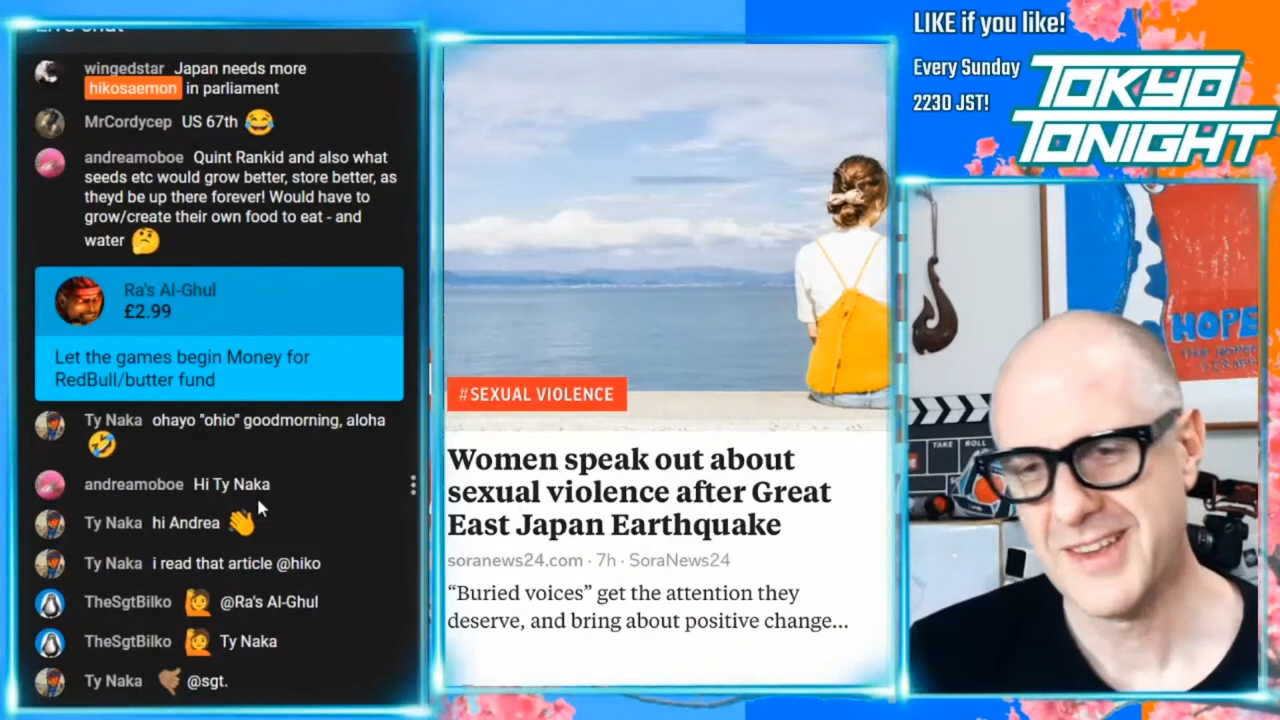 Live chat
wingedstar Japan needs more
hikosaemon in parliament
MrCordycep US 67th 😂
andreamoboe Quint Rankid and also what
seeds etc would grow better, store better, as
theyd be up there forever! Would have to
grow/create their own food to eat - and
water 🤔
Ra's Al-Ghul
£2.99
Let the games begin Money for
RedBull/butter fund
Ty Naka ohayo "ohio" goodmorning, aloha
🤣
andreamoboe Hi Ty Naka
Ty Naka hi Andrea 👋
Ty Naka i read that article @hiko
TheSgtBilko 🙋 @Ra's Al-Ghul
TheSgtBilko 🙋 Ty Naka
Ty Naka 🤙🏽 @sgt.
#SEXUAL VIOLENCE
Women speak out about
sexual violence after Great
East Japan Earthquake
soranews24.com · 7h · SoraNews24
“Buried voices” get the attention they
deserve, and bring about positive change...
LIKE if you like!
Every Sunday
2230 JST!
TOKYO
TONIGHT
HOPE
TAKE ROLL